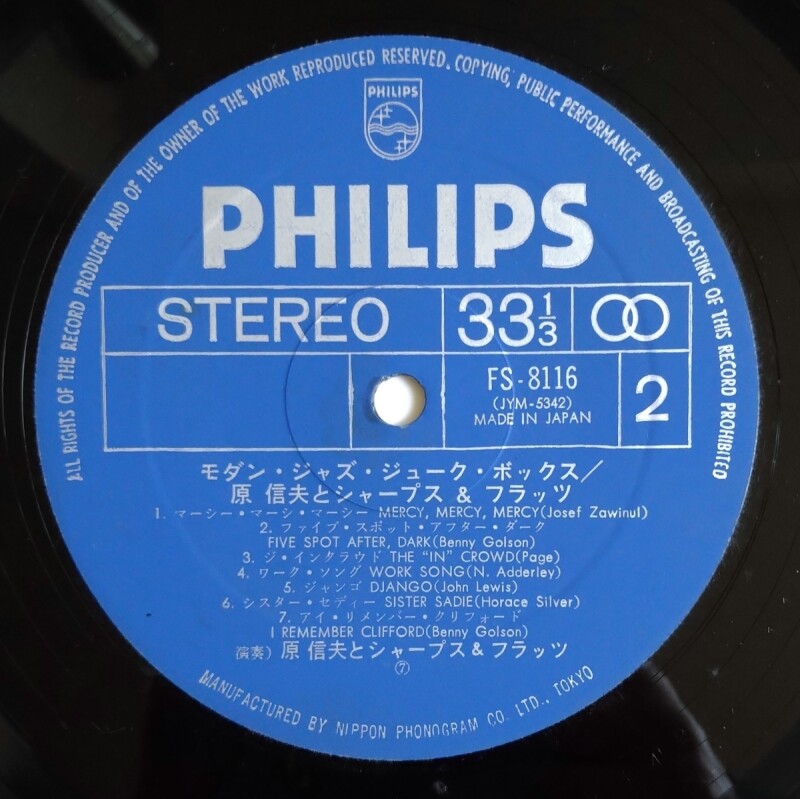 ALL RIGHTS OF THE RECORD PRODUCER AND OF THE OWNER OF THE WORK REPRODUCED RESERVED. COPYING, PUBLIC PERFORMANCE AND BROADCASTING OF THIS RECORD PROHIBITED
PHILIPS
PHILIPS
STEREO 33 1/3
FS-8116
(JYM-5342)
MADE IN JAPAN
2
モダン・ジャズ・ジューク・ボックス/
原 信夫とシャープス & フラッツ
1. マーシー・マーシ・マーシー MERCY, MERCY, MERCY(Josef Zawinul)
2. ファイブ・スポット・アフター・ダーク
FIVE SPOT AFTER, DARK(Benny Golson)
3. ジ・インクラウド THE "IN" CROWD(Page)
4. ワーク・ソング WORK SONG(N. Adderley)
5. ジャンゴ DJANGO(John Lewis)
6. シスター・セディー SISTER SADIE(Horace Silver)
7. アイ・リメンバー・クリフォード
I REMEMBER CLIFFORD(Benny Golson)
(演奏) 原 信夫とシャープス & フラッツ
⑦
MANUFACTURED BY NIPPON PHONOGRAM CO. LTD., TOKYO